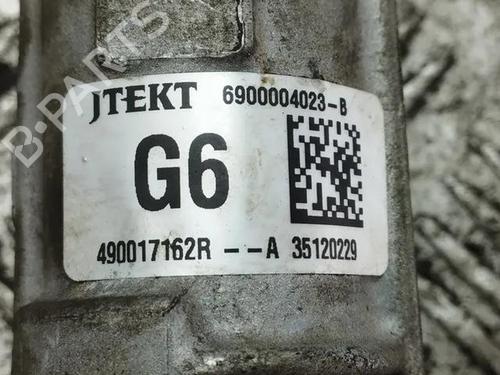 B-PARTS
JTEKT 6900004023-B
G6
490017162R --A 35120229